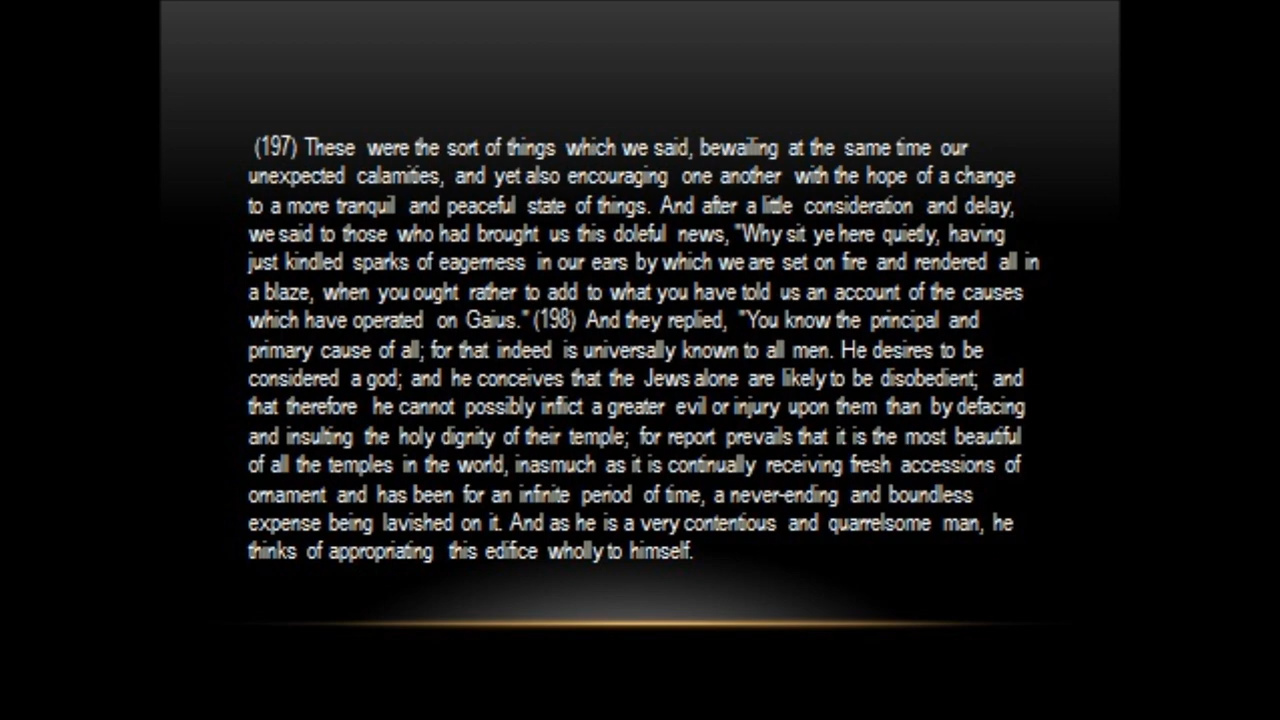 (197) These were the sort of things which we said, bewailing at the same time our
unexpected calamities, and yet also encouraging one another with the hope of a change
to a more tranquil and peaceful state of things. And after a little consideration and delay,
we said to those who had brought us this doleful news, "Why sit ye here quietly, having
just kindled sparks of eagerness in our ears by which we are set on fire and rendered all in
a blaze, when you ought rather to add to what you have told us an account of the causes
which have operated on Gaius." (198) And they replied, "You know the principal and
primary cause of all; for that indeed is universally known to all men. He desires to be
considered a god; and he conceives that the Jews alone are likely to be disobedient; and
that therefore he cannot possibly inflict a greater evil or injury upon them than by defacing
and insulting the holy dignity of their temple; for report prevails that it is the most beautiful
of all the temples in the world, inasmuch as it is continually receiving fresh accessions of
ornament and has been for an infinite period of time, a never-ending and boundless
expense being lavished on it. And as he is a very contentious and quarrelsome man, he
thinks of appropriating this edifice wholly to himself.